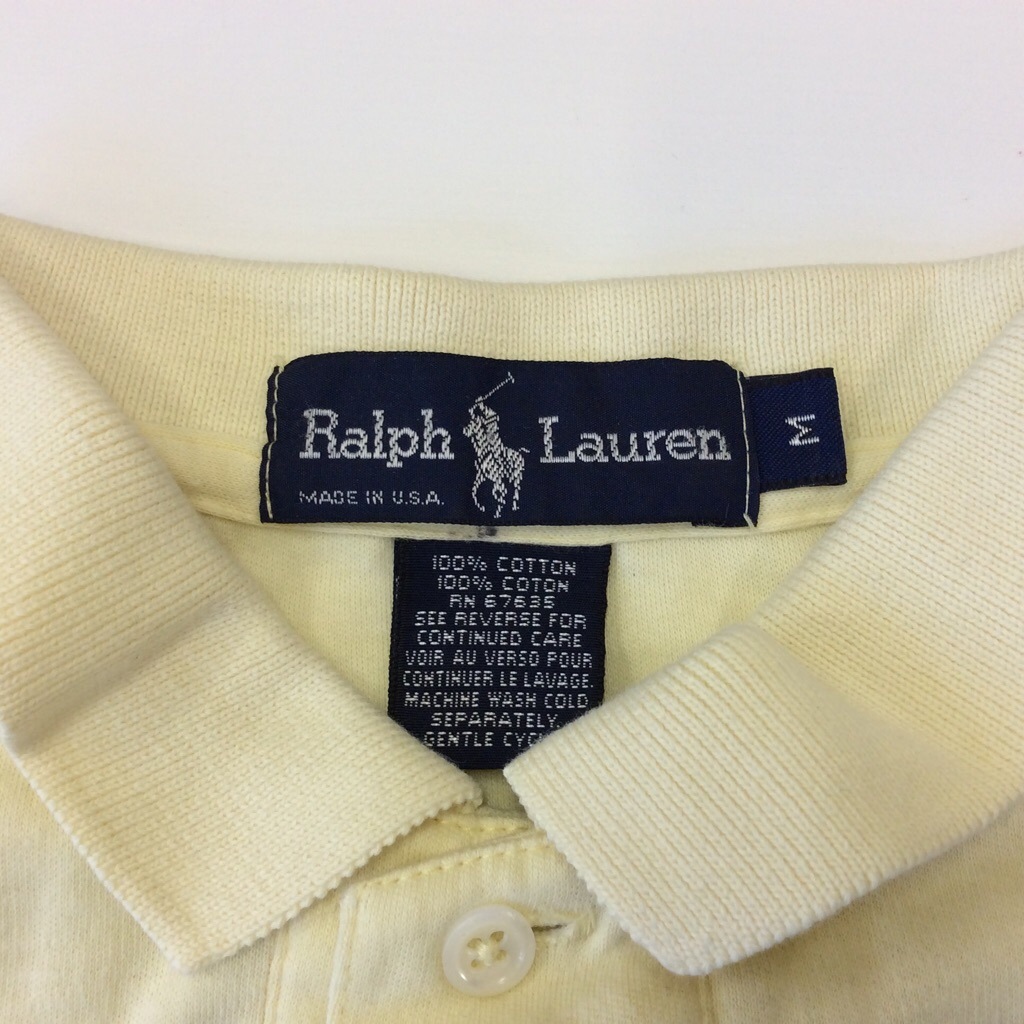 Ralph Lauren
MADE IN U.S.A.
M
100% COTTON
100% COTON
RN 67635
SEE REVERSE FOR
CONTINUED CARE
VOIR AU VERSO POUR
CONTINUER LE LAVAGE.
MACHINE WASH COLD
SEPARATELY.
GENTLE CYC